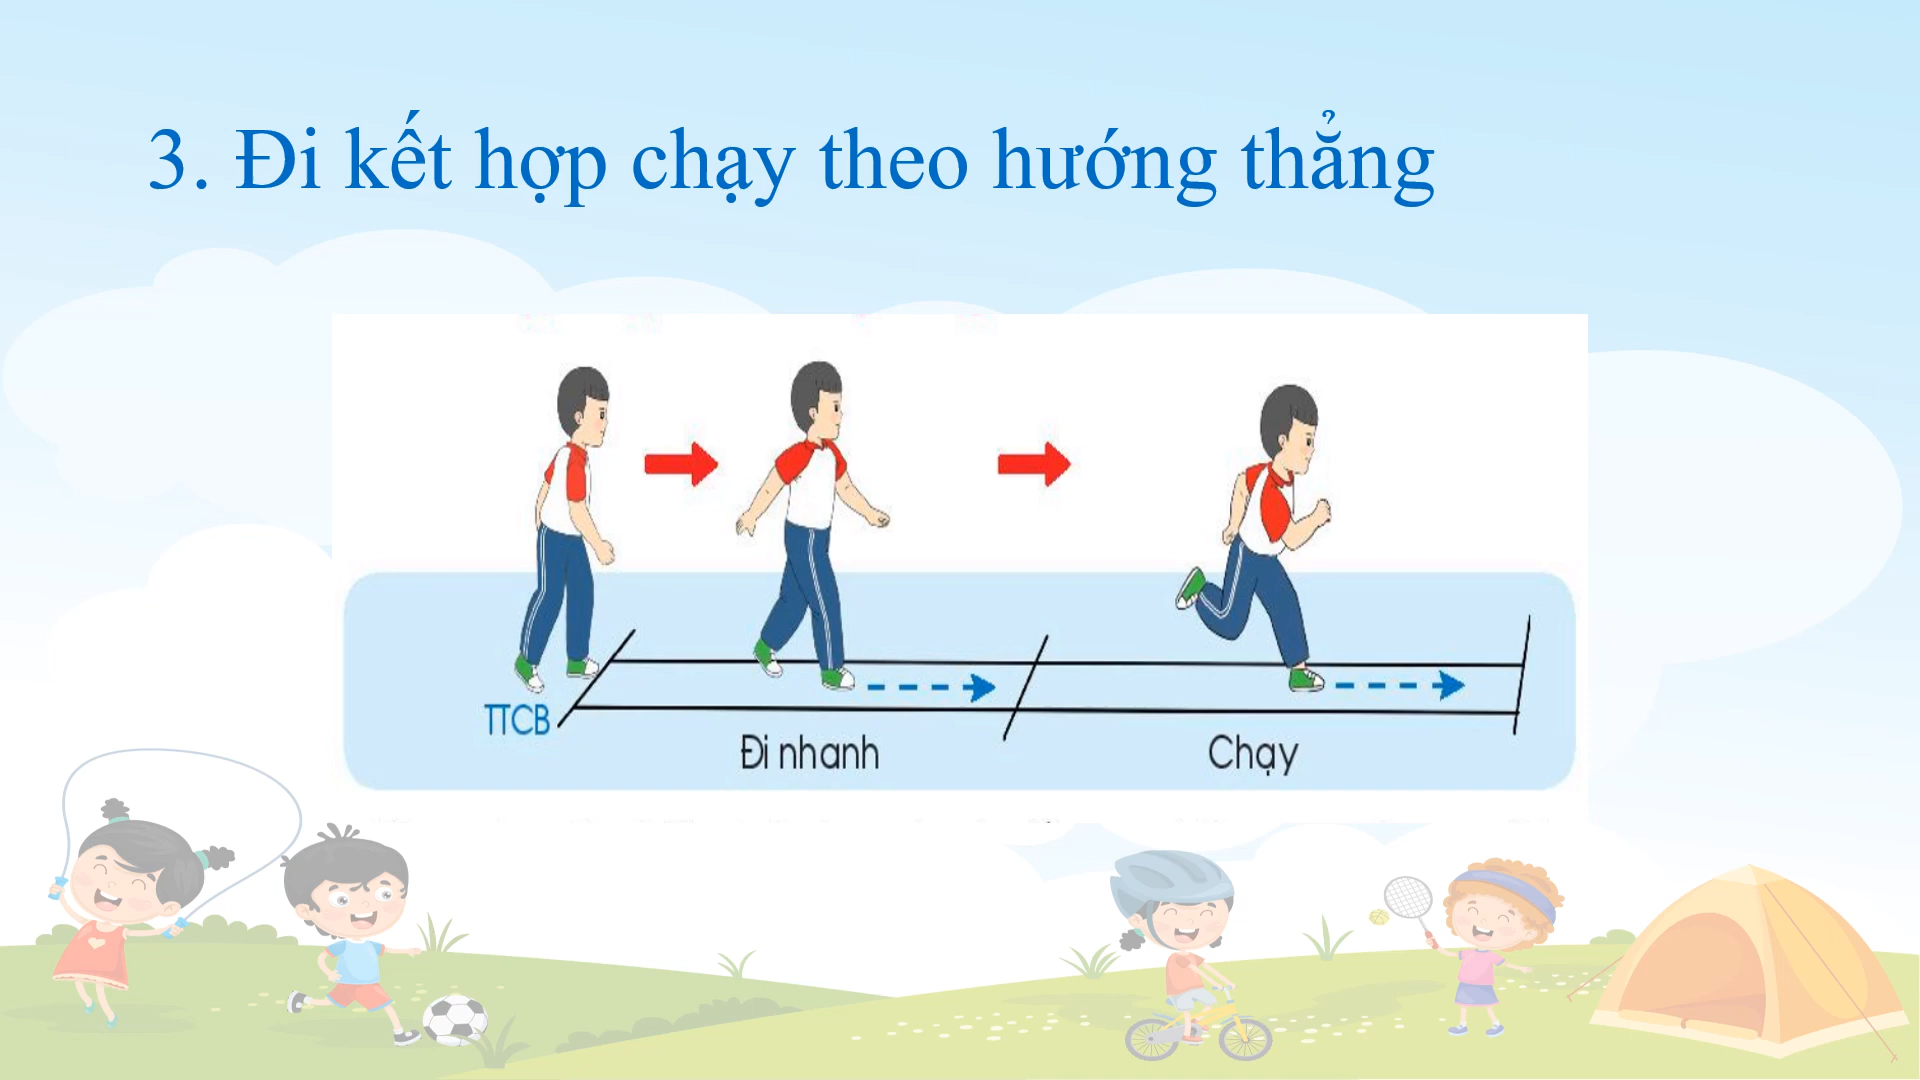 3. Đi kết hợp chạy theo hướng thẳng
TTCB
Đi nhanh
Chạy